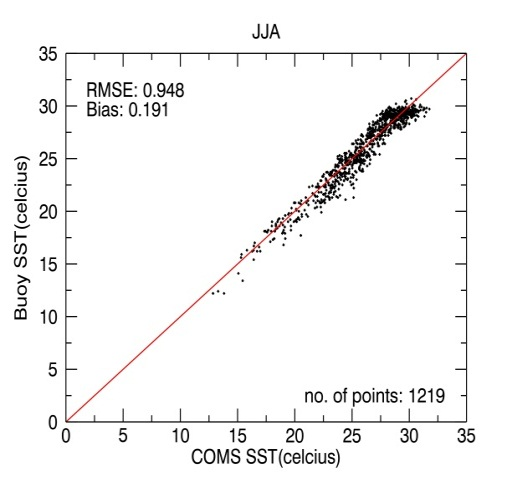 JJA
35
RMSE: 0.948
Bias: 0.191
30
25
20
15
10
5
0
Buoy SST(celcius)
no. of points: 1219
0 5 10 15 20 25 30 35
COMS SST(celcius)